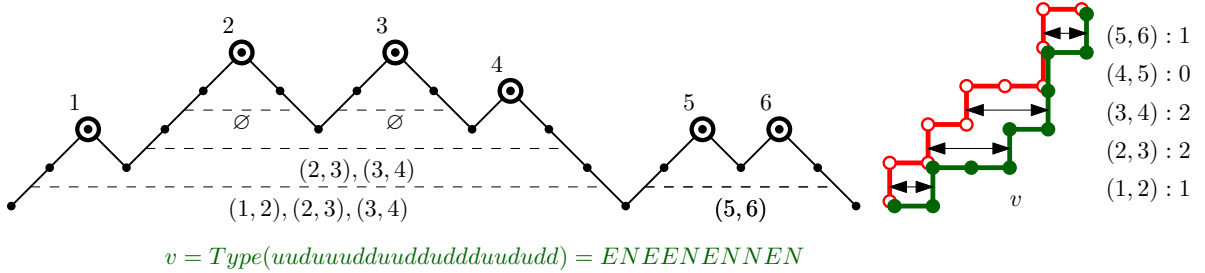 2
3
4
1
5
6
∅
∅
(2, 3), (3, 4)
(1, 2), (2, 3), (3, 4)
(5, 6)
v = Type(uuduuudduudduddduududd) = ENEENENNEN
(5, 6) : 1
(4, 5) : 0
(3, 4) : 2
(2, 3) : 2
(1, 2) : 1
v